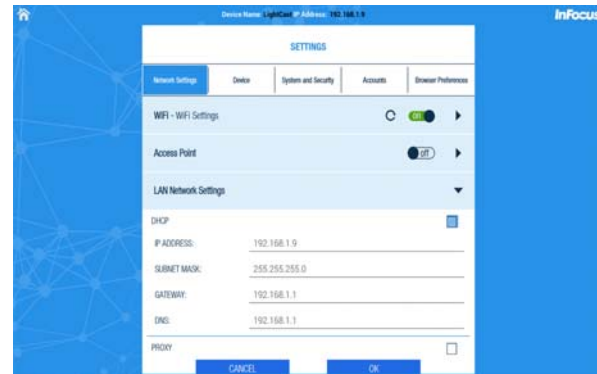 Device Name: LightCast IP Address: 192.168.1.9
InFocus
SETTINGS
Network Settings Device System and Security Accounts Browser Preferences
WiFi - WiFi Settings on
Access Point off
LAN Network Settings
DHCP
IP ADDRESS: 192.168.1.9
SUBNET MASK: 255.255.255.0
GATEWAY: 192.168.1.1
DNS: 192.168.1.1
PROXY
CANCEL OK